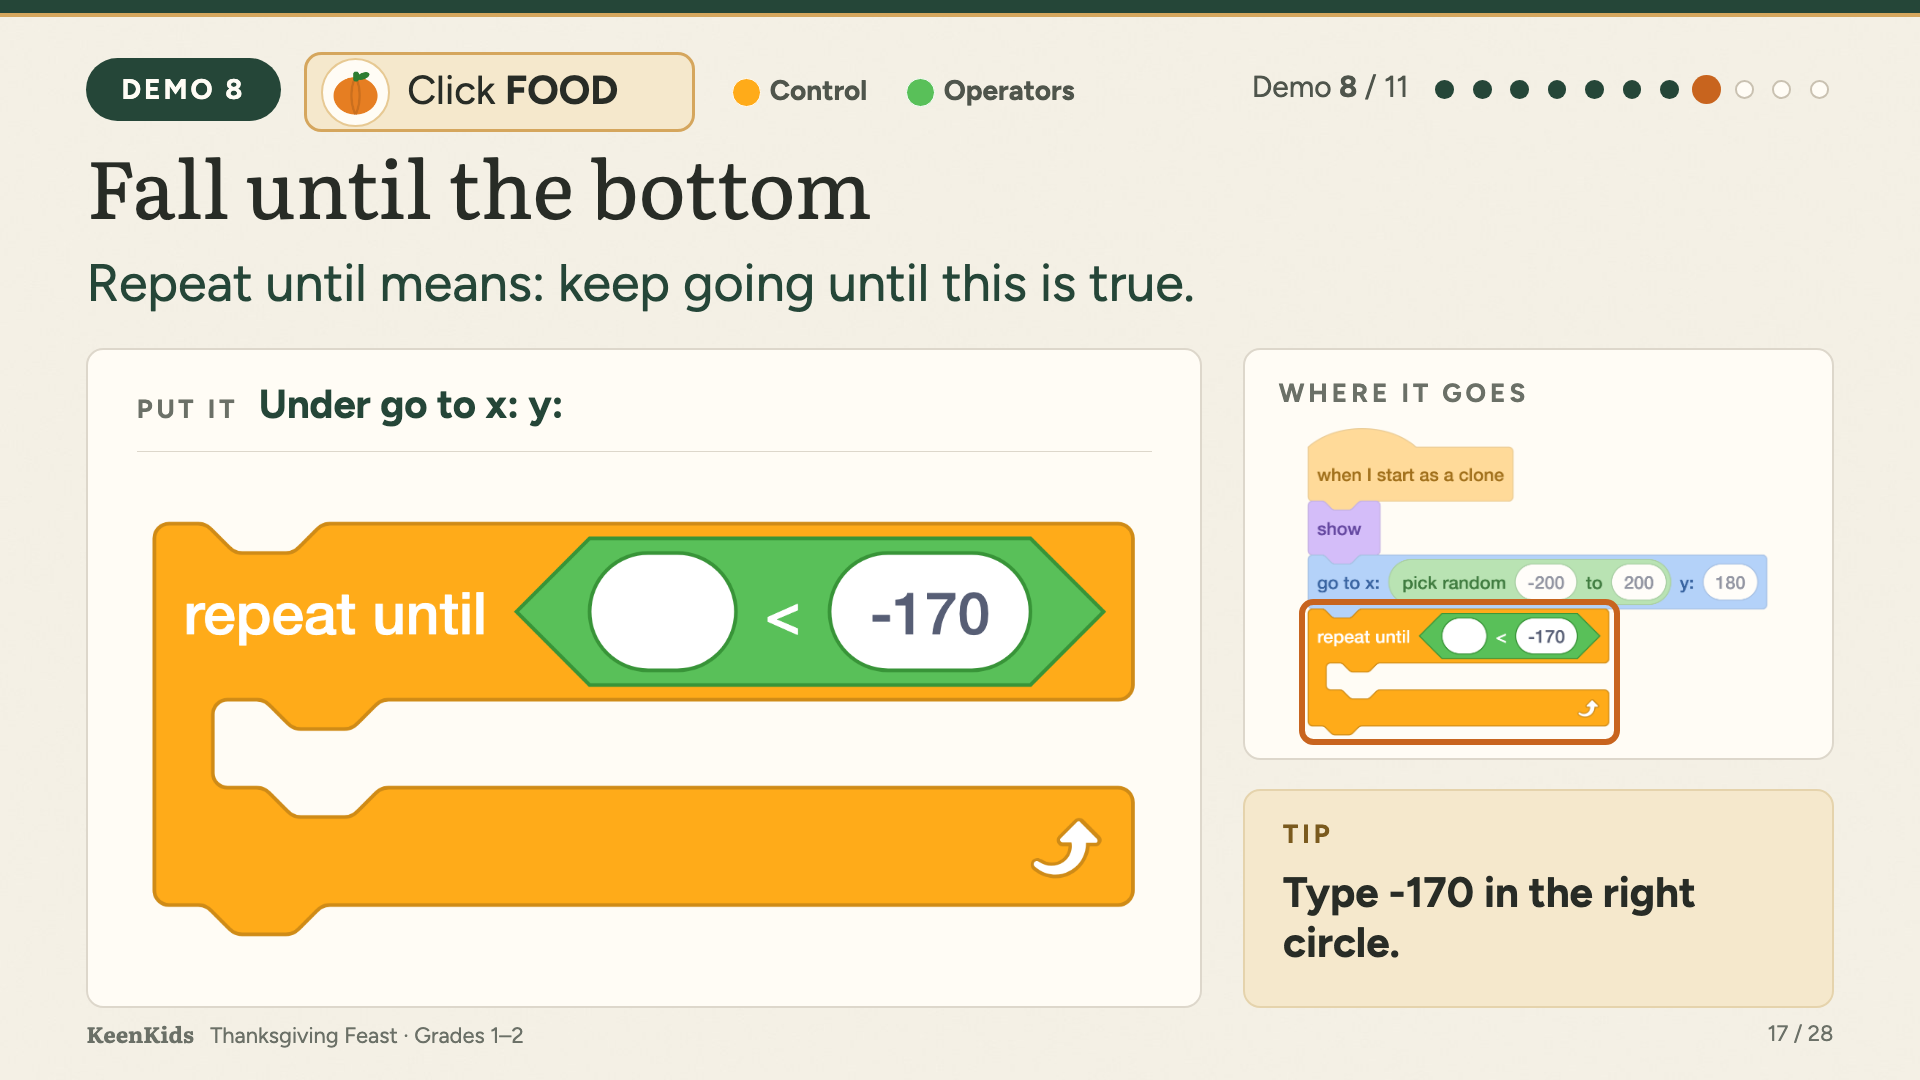 DEMO 8
Click FOOD
Control
Operators
Demo 8 / 11
Fall until the bottom
Repeat until means: keep going until this is true.
PUT IT Under go to x: y:
repeat until < -170
WHERE IT GOES
when I start as a clone
show
go to x: pick random -200 to 200 y: 180
repeat until < -170
TIP
Type -170 in the right
circle.
KeenKids Thanksgiving Feast · Grades 1–2
17 / 28